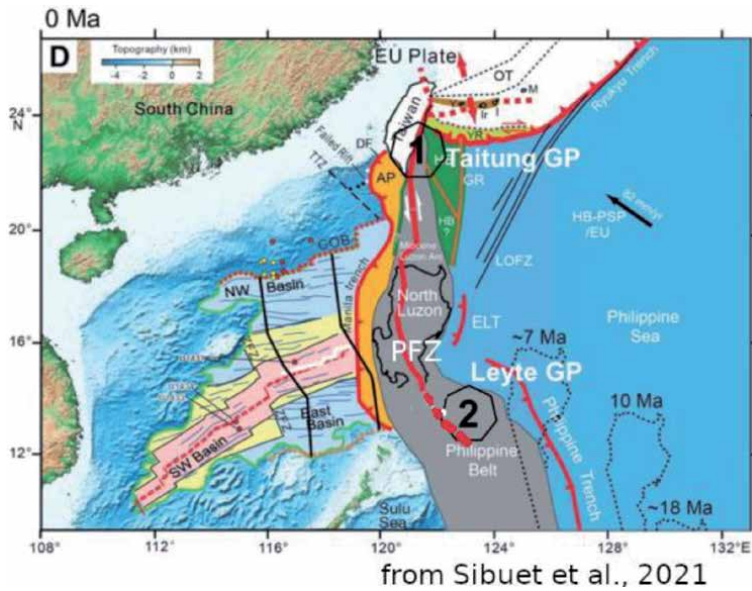 0 Ma
D
Topography (km)
-4 -2 0 2
EU Plate
South China
24°
N
20°
16°
12°
OT
M
Ir
I
YR
Ryukyu Trench
Taiwan
1
Taitung GP
HB
GR
HB
?
DF
Failed Rift
TTZ
AP
COB
NW
Basin
Manila trench
Miocene
Luzon Arc
North
Luzon
PFZ
ELT
LOFZ
HB-PSP
/EU
Philippine
Sea
~7 Ma
10 Ma
~18 Ma
Leyte GP
2
Philippine Trench
Philippine
Belt
East
Basin
SW Basin
Sulu
Sea
108°
112°
116°
120°
124°
128°
132°E
from Sibuet et al., 2021